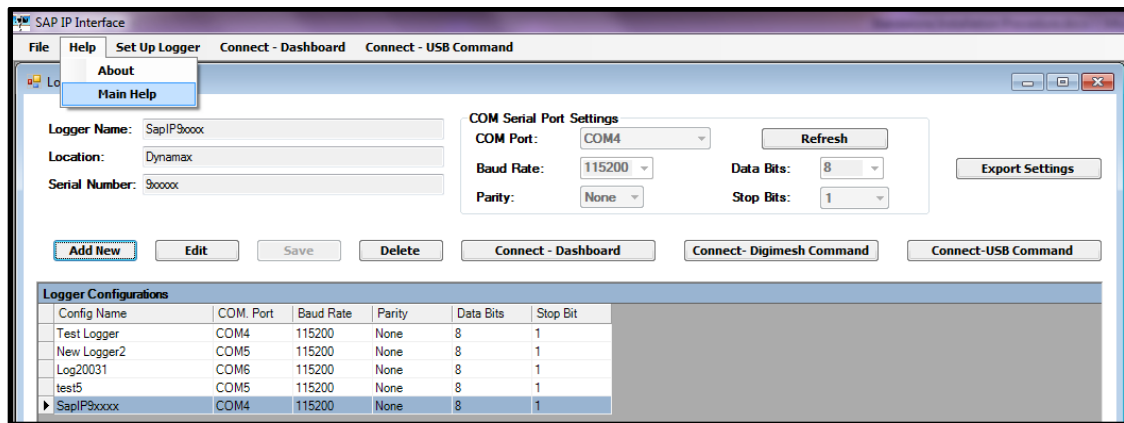 SAP IP Interface
File Help Set Up Logger Connect - Dashboard Connect - USB Command
About
Main Help
Lo
Logger Name: SapIP9xxxx
Location: Dynamax
Serial Number: 9xxxxx
COM Serial Port Settings
COM Port: COM4 Refresh
Baud Rate: 115200 Data Bits: 8
Parity: None Stop Bits: 1
Export Settings
Add New Edit Save Delete Connect - Dashboard Connect- Digimesh Command Connect-USB Command
Logger Configurations
Config Name COM. Port Baud Rate Parity Data Bits Stop Bit
Test Logger COM4 115200 None 8 1
New Logger2 COM5 115200 None 8 1
Log20031 COM6 115200 None 8 1
test5 COM5 115200 None 8 1
SapIP9xxxx COM4 115200 None 8 1